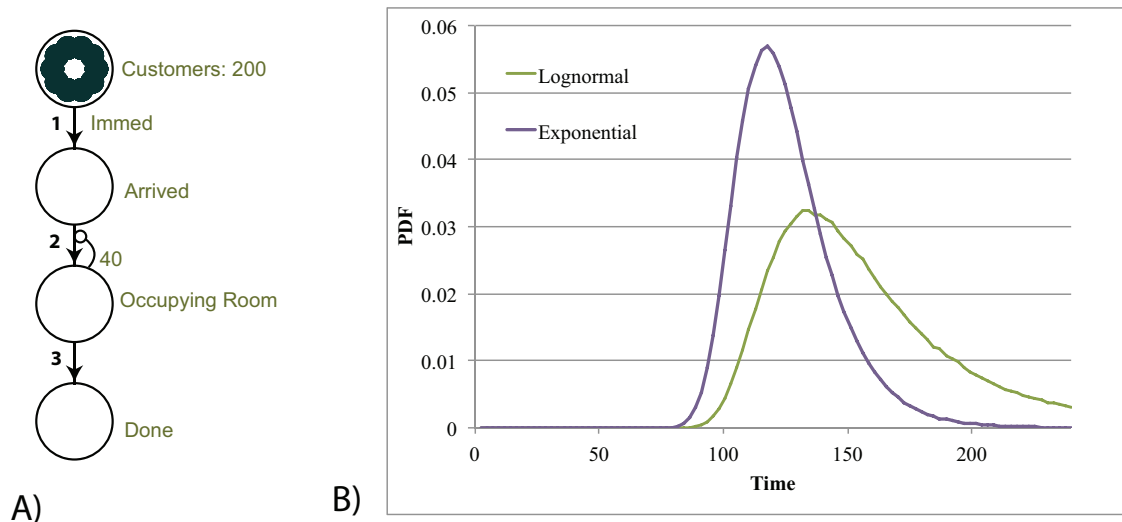 Customers: 200
1 Immed
Arrived
2
40
Occupying Room
3
Done
A)
B)
0.06
0.05
0.04
0.03
0.02
0.01
0
PDF
Lognormal
Exponential
0 50 100 150 200
Time